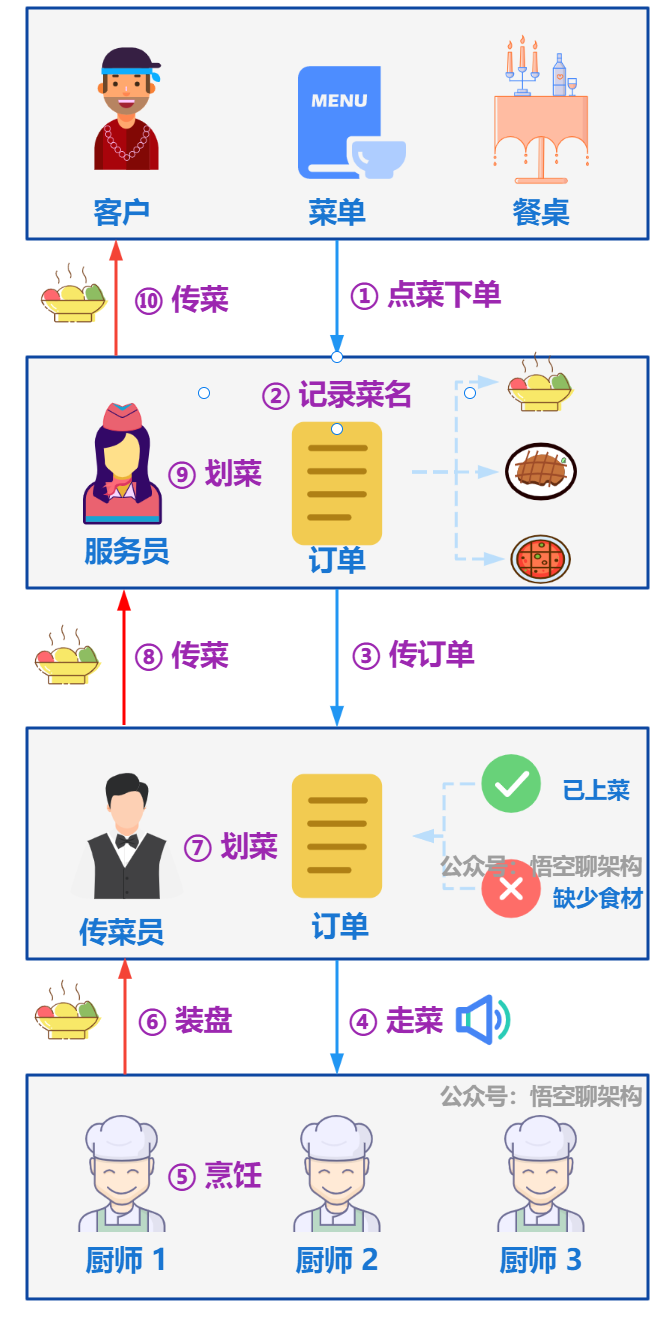 MENU
客户
菜单
餐桌
⑩ 传菜
① 点菜下单
② 记录菜名
⑨ 划菜
服务员
订单
⑧ 传菜
③ 传订单
已上菜
⑦ 划菜
公众号：悟空聊架构
缺少食材
传菜员
订单
⑥ 装盘
④ 走菜
公众号：悟空聊架构
⑤ 烹饪
厨师 1
厨师 2
厨师 3